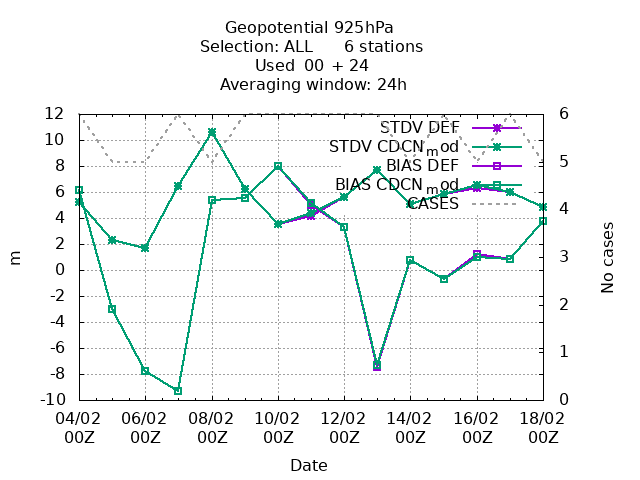 Geopotential 925hPa
Selection: ALL 6 stations
Used 00 + 24
Averaging window: 24h
12
10
8
6
4
2
0
-2
-4
-6
-8
-10
m
STDV DEF
STDV CDCNmod
BIAS DEF
BIAS CDCNmod
CASES
6
5
4
3
2
1
0
No cases
04/02 06/02 08/02 10/02 12/02 14/02 16/02 18/02
00Z 00Z 00Z 00Z 00Z 00Z 00Z 00Z
Date